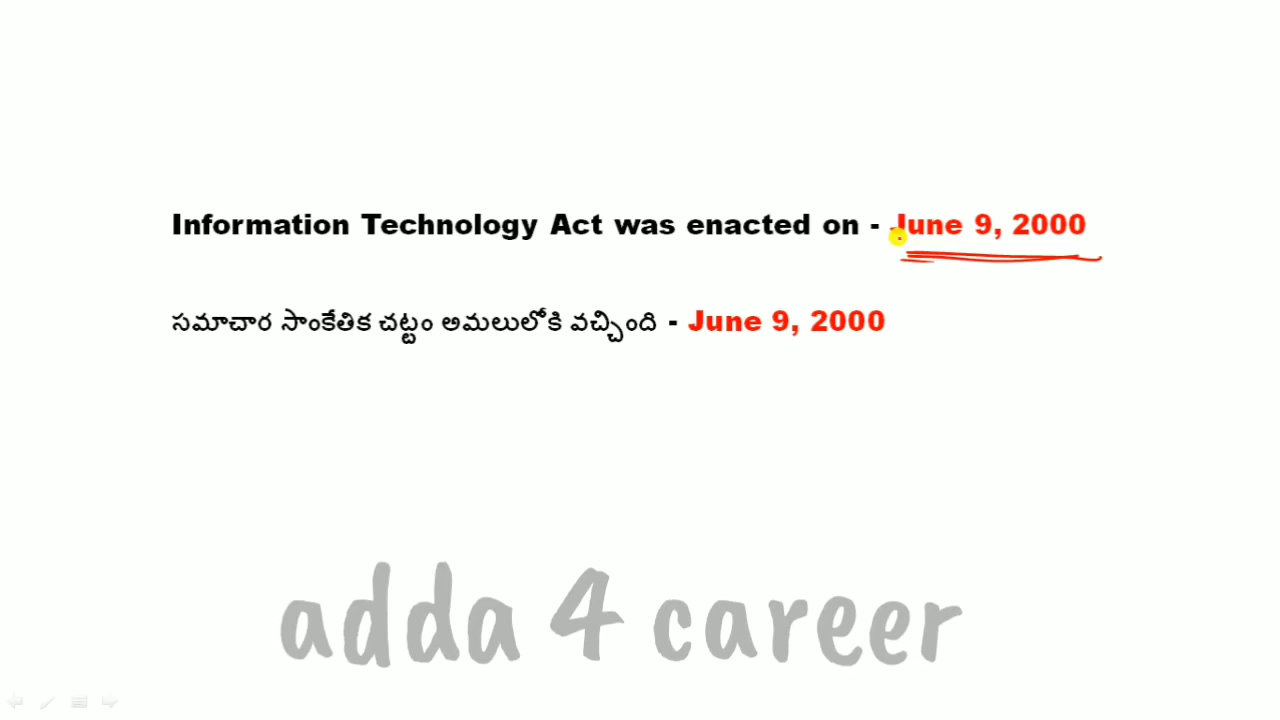 Information Technology Act was enacted on - June 9, 2000
సమాచార సాంకేతిక చట్టం అమలులోకి వచ్చింది - June 9, 2000
adda 4 career